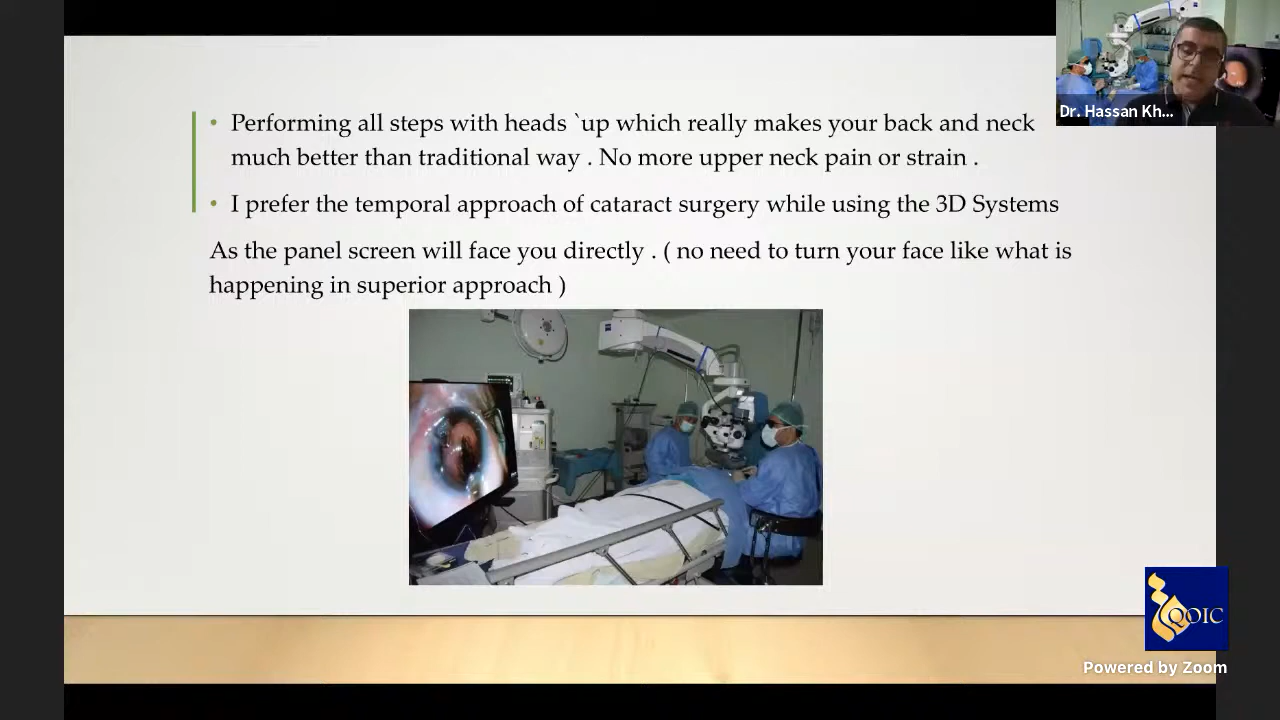 Performing all steps with heads `up which really makes your back and neck
much better than traditional way . No more upper neck pain or strain .
I prefer the temporal approach of cataract surgery while using the 3D Systems
As the panel screen will face you directly . ( no need to turn your face like what is
happening in superior approach )
Dr. Hassan Kh...
QOIC
Powered by Zoom